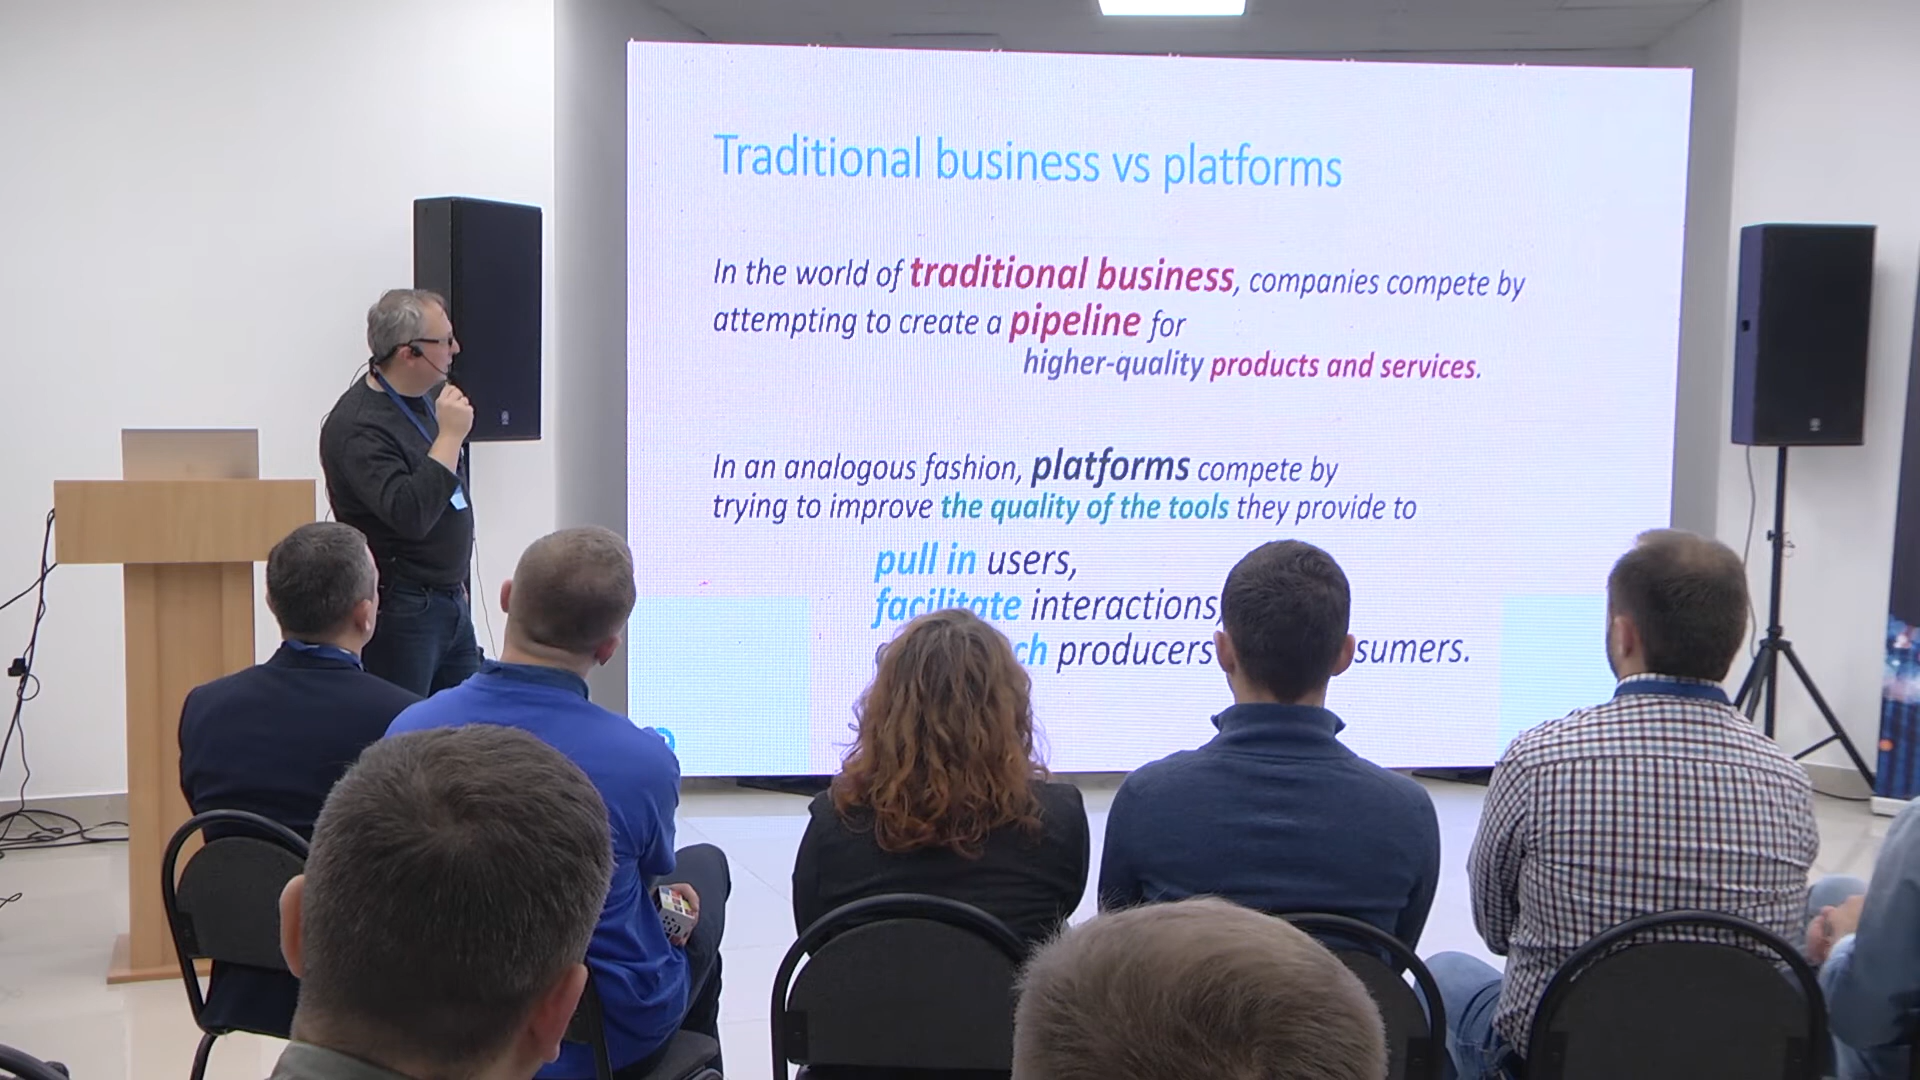 Traditional business vs platforms
In the world of traditional business, companies compete by
attempting to create a pipeline for
higher-quality products and services.
In an analogous fashion, platforms compete by
trying to improve the quality of the tools they provide to
pull in users,
facilitate interactions,
producers